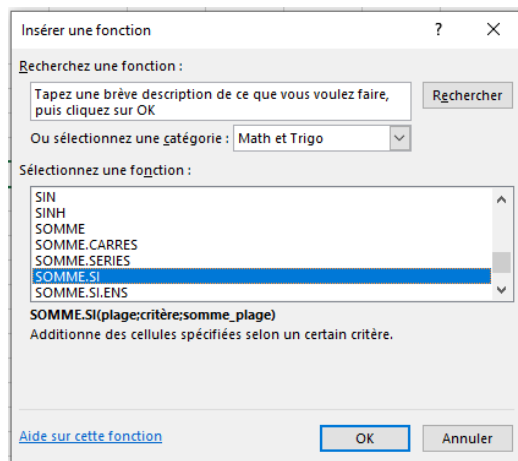 Insérer une fonction ? ×
Recherchez une fonction :
Tapez une brève description de ce que vous voulez faire,
puis cliquez sur OK
Rechercher
Ou sélectionnez une catégorie : Math et Trigo
Sélectionnez une fonction :
SIN
SINH
SOMME
SOMME.CARRES
SOMME.SERIES
SOMME.SI
SOMME.SI.ENS
SOMME.SI(plage;critère;somme_plage)
Additionne des cellules spécifiées selon un certain critère.
Aide sur cette fonction OK Annuler